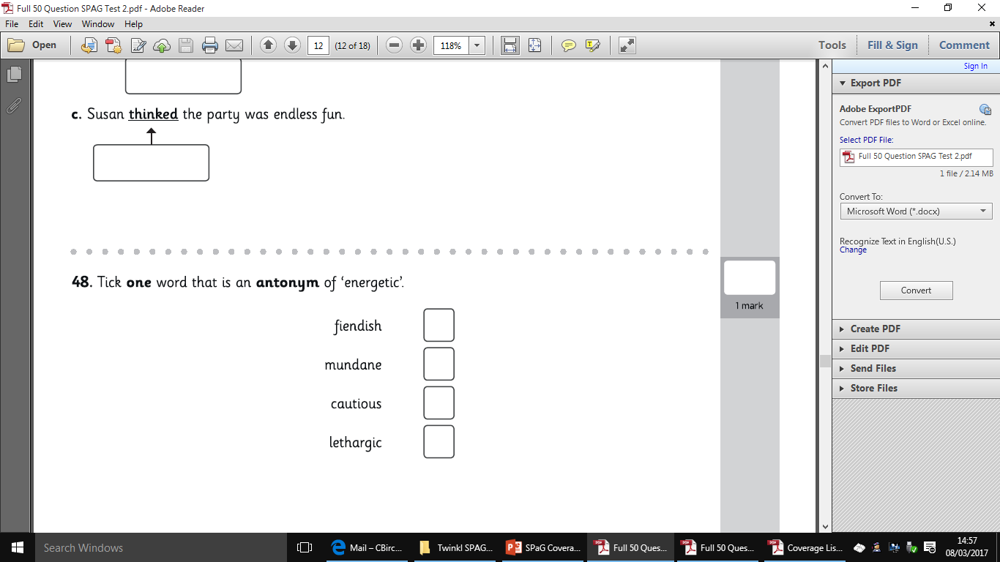 Full 50 Question SPAG Test 2.pdf - Adobe Reader
File Edit View Window Help
Open 12 (12 of 18) 118% Tools Fill & Sign Comment
Sign In
Export PDF
Adobe ExportPDF
Convert PDF files to Word or Excel online.
Select PDF File:
Full 50 Question SPAG Test 2.pdf
1 file / 2.14 MB
Convert To:
Microsoft Word (*.docx)
Recognize Text in English(U.S.)
Change
Convert
Create PDF
Edit PDF
Send Files
Store Files
c. Susan thinked the party was endless fun.
48. Tick one word that is an antonym of ‘energetic’.
1 mark
fiendish
mundane
cautious
lethargic
Search Windows
Mail – CBirc...
Twinkl SPAG...
SPaG Covera...
Full 50 Ques...
Full 50 Ques...
Coverage Lis...
14:57
08/03/2017